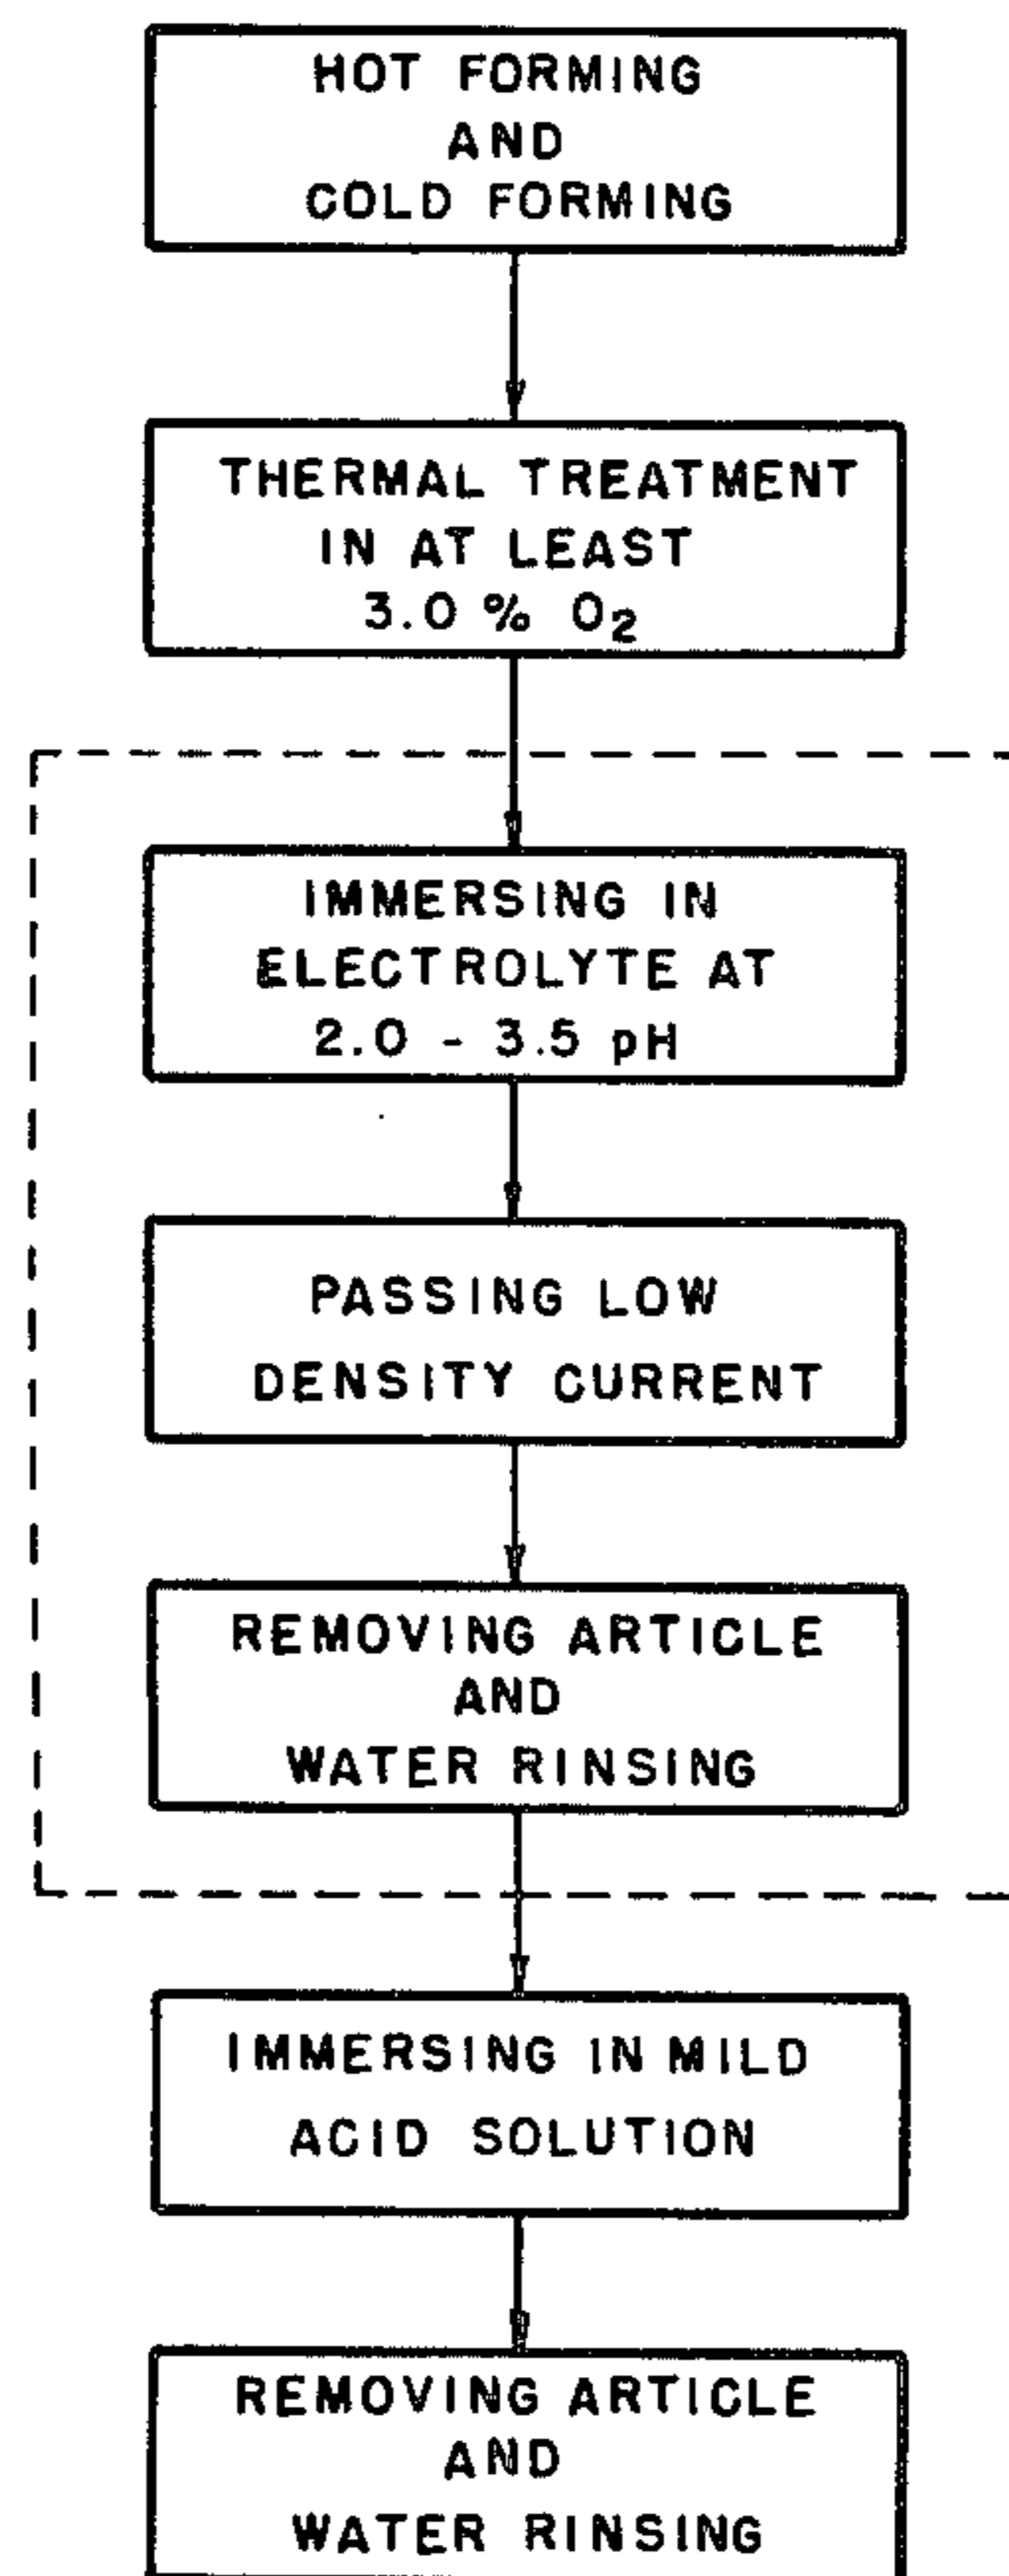 HOT FORMING
AND
COLD FORMING
THERMAL TREATMENT
IN AT LEAST
3.0 % O₂
IMMERSING IN
ELECTROLYTE AT
2.0 - 3.5 pH
PASSING LOW
DENSITY CURRENT
REMOVING ARTICLE
AND
WATER RINSING
IMMERSING IN MILD
ACID SOLUTION
REMOVING ARTICLE
AND
WATER RINSING